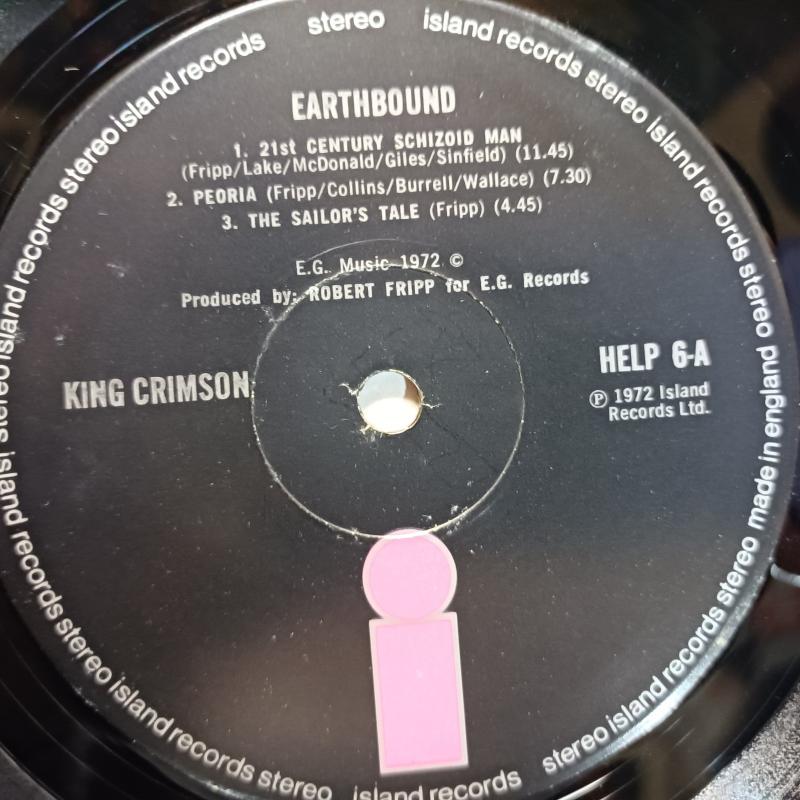 stereo island records stereo island records stereo island records stereo made in england
stereo island records stereo island records stereo island records stereo island records stereo island records
EARTHBOUND
1. 21st CENTURY SCHIZOID MAN
(Fripp/Lake/McDonald/Giles/Sinfield) (11.45)
2. PEORIA (Fripp/Collins/Burrell/Wallace) (7.30)
3. THE SAILOR'S TALE (Fripp) (4.45)
E.G. Music 1972 ©
Produced by: ROBERT FRIPP for E.G. Records
KING CRIMSON
HELP 6-A
℗ 1972 Island
Records Ltd.